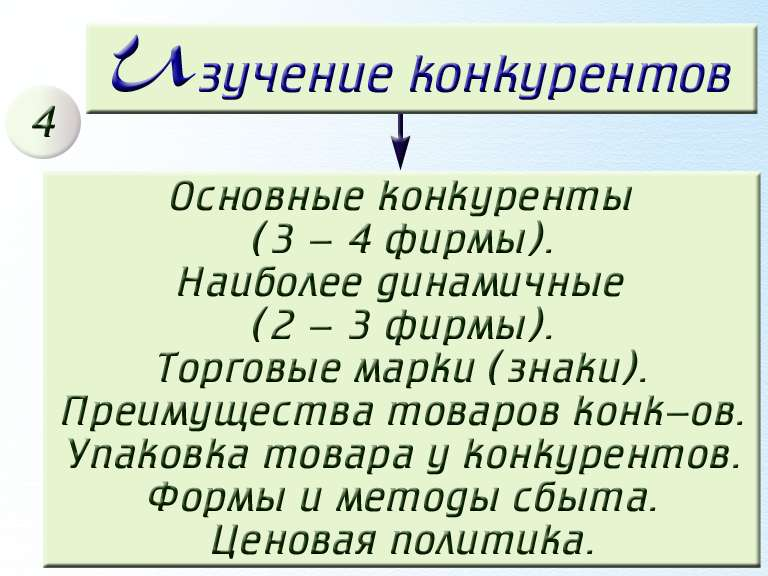 Изучение конкурентов
4
Основные конкуренты
(3 – 4 фирмы).
Наиболее динамичные
(2 – 3 фирмы).
Торговые марки (знаки).
Преимущества товаров конк–ов.
Упаковка товара у конкурентов.
Формы и методы сбыта.
Ценовая политика.